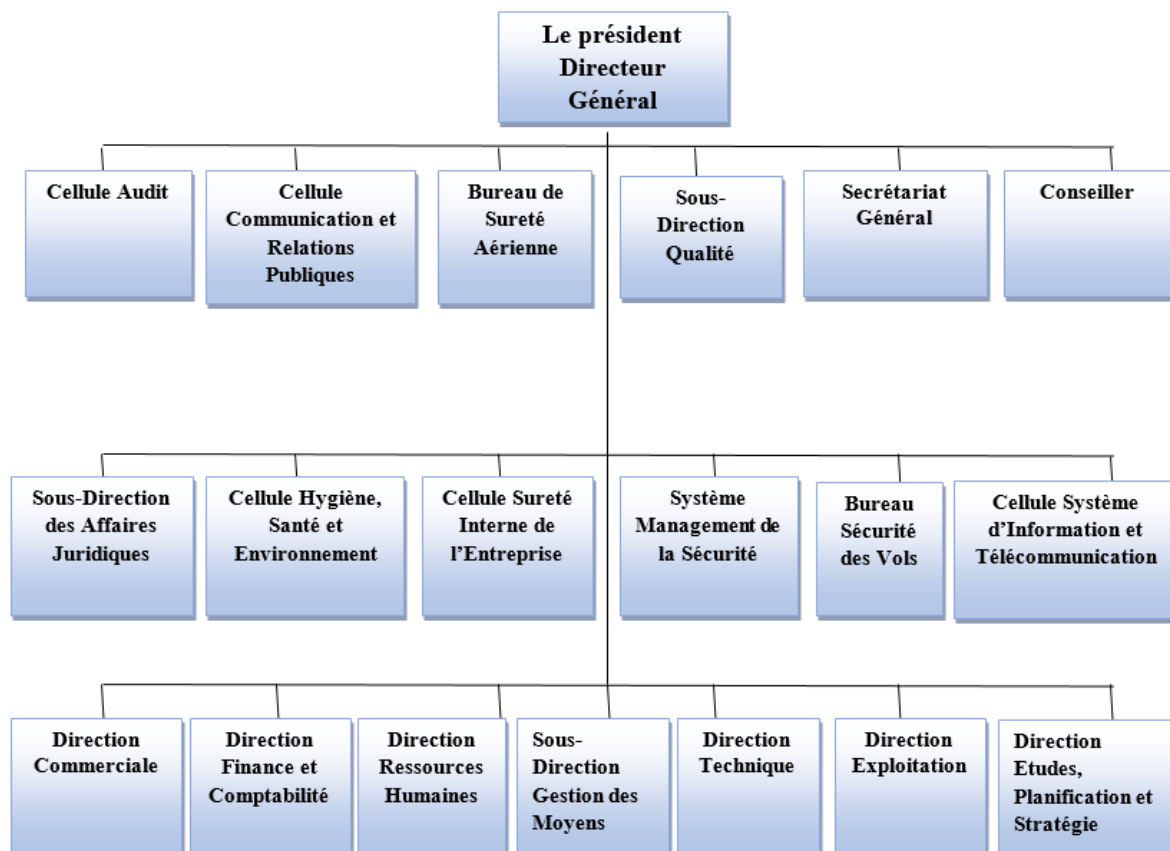 Le président
Directeur
Général
Cellule Audit
Cellule
Communication et
Relations
Publiques
Bureau de
Sureté
Aérienne
Sous-
Direction
Qualité
Secrétariat
Général
Conseiller
Sous-Direction
des Affaires
Juridiques
Cellule Hygiène,
Santé et
Environnement
Cellule Sureté
Interne de
l’Entreprise
Système
Management de
la Sécurité
Bureau
Sécurité
des Vols
Cellule Système
d’Information et
Télécommunication
Direction
Commerciale
Direction
Finance et
Comptabilité
Direction
Ressources
Humaines
Sous-
Direction
Gestion des
Moyens
Direction
Technique
Direction
Exploitation
Direction
Etudes,
Planification et
Stratégie